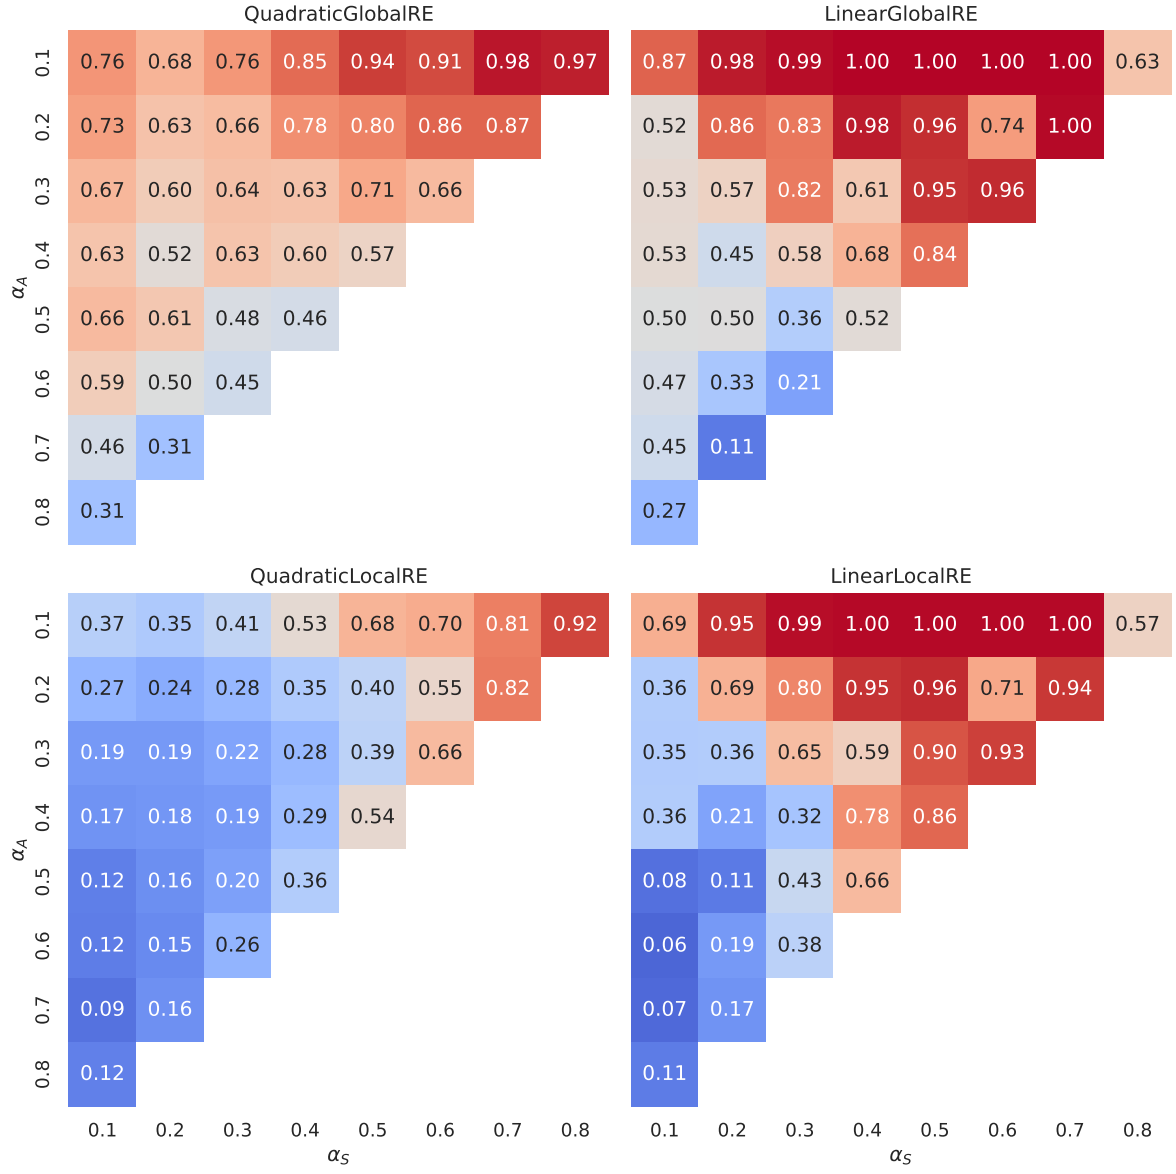 QuadraticGlobalRE
0.1 0.76 0.68 0.76 0.85 0.94 0.91 0.98 0.97
0.2 0.73 0.63 0.66 0.78 0.80 0.86 0.87
0.3 0.67 0.60 0.64 0.63 0.71 0.66
0.4 0.63 0.52 0.63 0.60 0.57
0.5 0.66 0.61 0.48 0.46
0.6 0.59 0.50 0.45
0.7 0.46 0.31
0.8 0.31
α_A
LinearGlobalRE
0.87 0.98 0.99 1.00 1.00 1.00 1.00 0.63
0.52 0.86 0.83 0.98 0.96 0.74 1.00
0.53 0.57 0.82 0.61 0.95 0.96
0.53 0.45 0.58 0.68 0.84
0.50 0.50 0.36 0.52
0.47 0.33 0.21
0.45 0.11
0.27
QuadraticLocalRE
0.1 0.37 0.35 0.41 0.53 0.68 0.70 0.81 0.92
0.2 0.27 0.24 0.28 0.35 0.40 0.55 0.82
0.3 0.19 0.19 0.22 0.28 0.39 0.66
0.4 0.17 0.18 0.19 0.29 0.54
0.5 0.12 0.16 0.20 0.36
0.6 0.12 0.15 0.26
0.7 0.09 0.16
0.8 0.12
α_A
0.1 0.2 0.3 0.4 0.5 0.6 0.7 0.8
α_S
LinearLocalRE
0.69 0.95 0.99 1.00 1.00 1.00 1.00 0.57
0.36 0.69 0.80 0.95 0.96 0.71 0.94
0.35 0.36 0.65 0.59 0.90 0.93
0.36 0.21 0.32 0.78 0.86
0.08 0.11 0.43 0.66
0.06 0.19 0.38
0.07 0.17
0.11
0.1 0.2 0.3 0.4 0.5 0.6 0.7 0.8
α_S